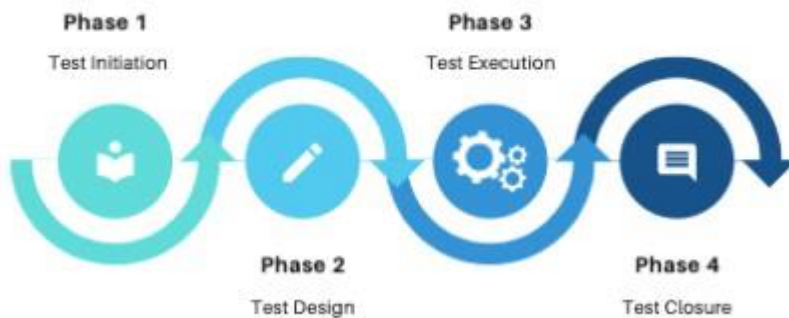 Phase 1
Test Initiation
Phase 3
Test Execution
Phase 2
Test Design
Phase 4
Test Closure